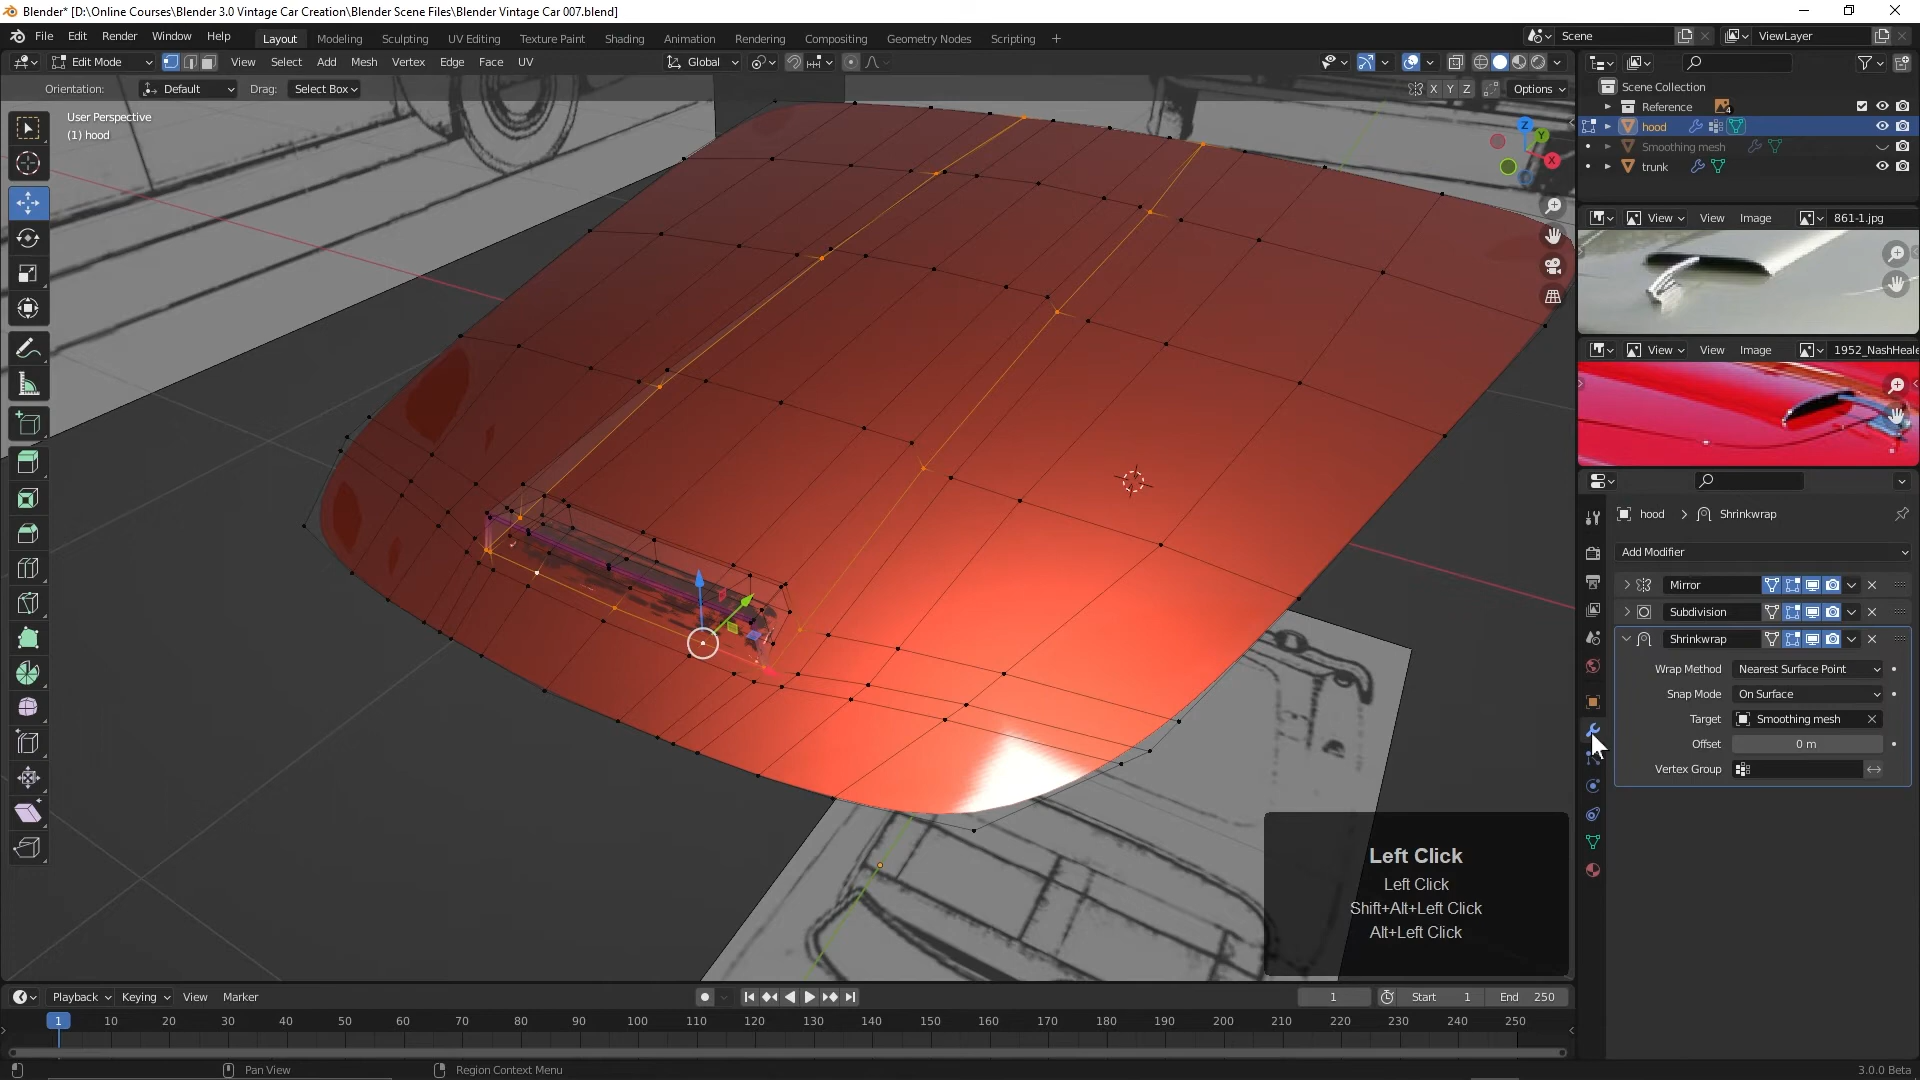 Blender* [D:\Online Courses\Blender 3.0 Vintage Car Creation\Blender Scene Files\Blender Vintage Car 007.blend]
File Edit Render Window Help Layout Modeling Sculpting UV Editing Texture Paint Shading Animation Rendering Compositing Geometry Nodes Scripting + Scene ViewLayer
Edit Mode View Select Add Mesh Vertex Edge Face UV Global
Orientation: Default Drag: Select Box X Y Z Options
User Perspective
(1) hood
Z
Y
X
Scene Collection
Reference 4
hood
Smoothing mesh
trunk
View View Image 861-1.jpg
View View Image 1952_NashHeale
hood > Shrinkwrap
Add Modifier
Mirror
Subdivision
Shrinkwrap
Wrap Method Nearest Surface Point
Snap Mode On Surface
Target Smoothing mesh
Offset 0 m
Vertex Group
Left Click
Left Click
Shift+Alt+Left Click
Alt+Left Click
Playback Keying View Marker 1 Start 1 End 250
1 10 20 30 40 50 60 70 80 90 100 110 120 130 140 150 160 170 180 190 200 210 220 230 240 250
Pan View Region Context Menu 3.0.0 Beta